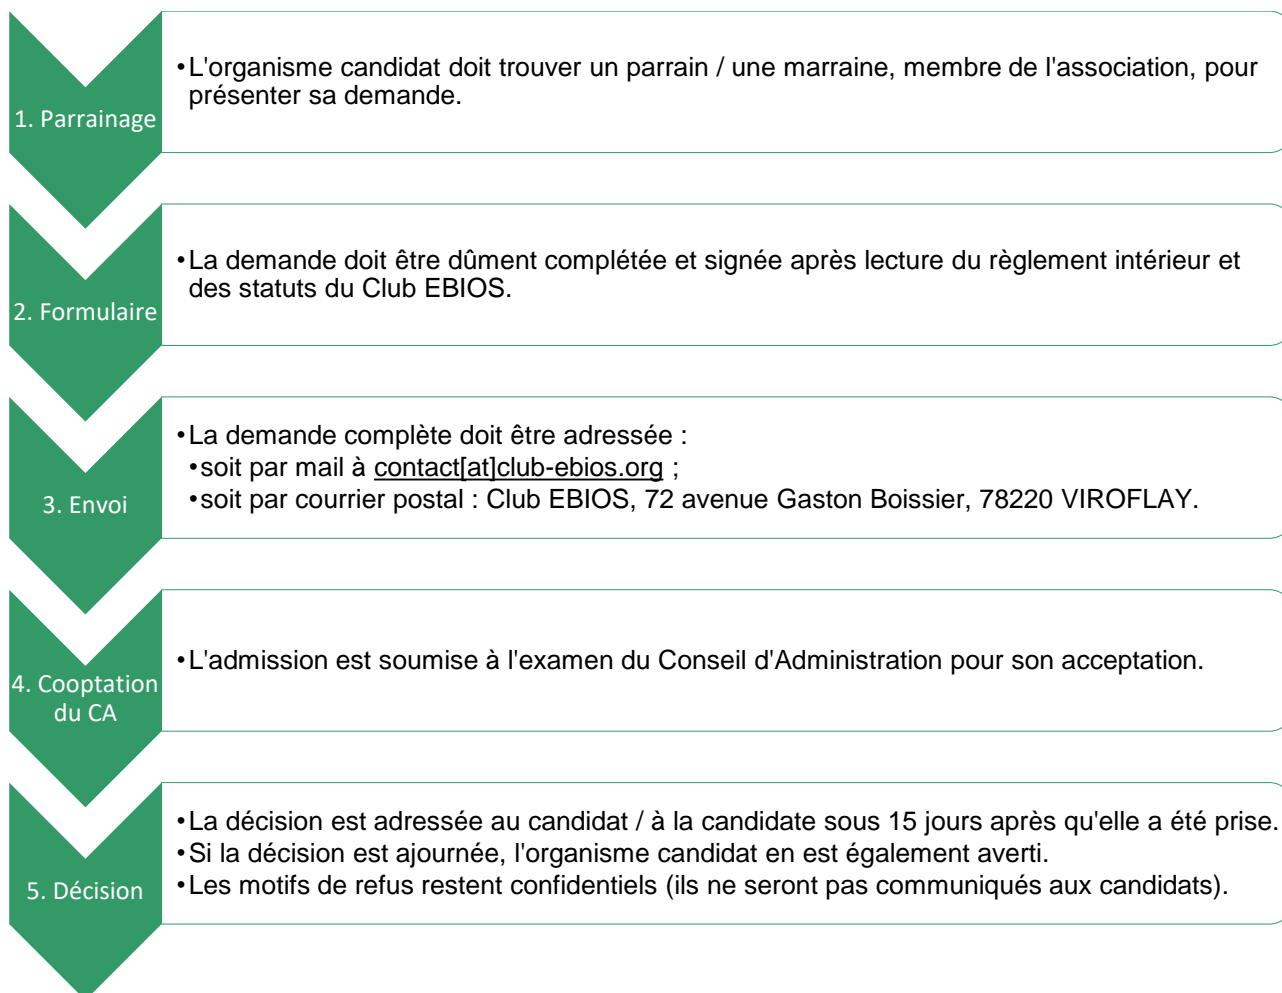 1. Parrainage
•L'organisme candidat doit trouver un parrain / une marraine, membre de l'association, pour
présenter sa demande.
2. Formulaire
•La demande doit être dûment complétée et signée après lecture du règlement intérieur et
des statuts du Club EBIOS.
3. Envoi
•La demande complète doit être adressée :
•soit par mail à contact[at]club-ebios.org ;
•soit par courrier postal : Club EBIOS, 72 avenue Gaston Boissier, 78220 VIROFLAY.
4. Cooptation
du CA
•L'admission est soumise à l'examen du Conseil d'Administration pour son acceptation.
5. Décision
•La décision est adressée au candidat / à la candidate sous 15 jours après qu'elle a été prise.
•Si la décision est ajournée, l'organisme candidat en est également averti.
•Les motifs de refus restent confidentiels (ils ne seront pas communiqués aux candidats).